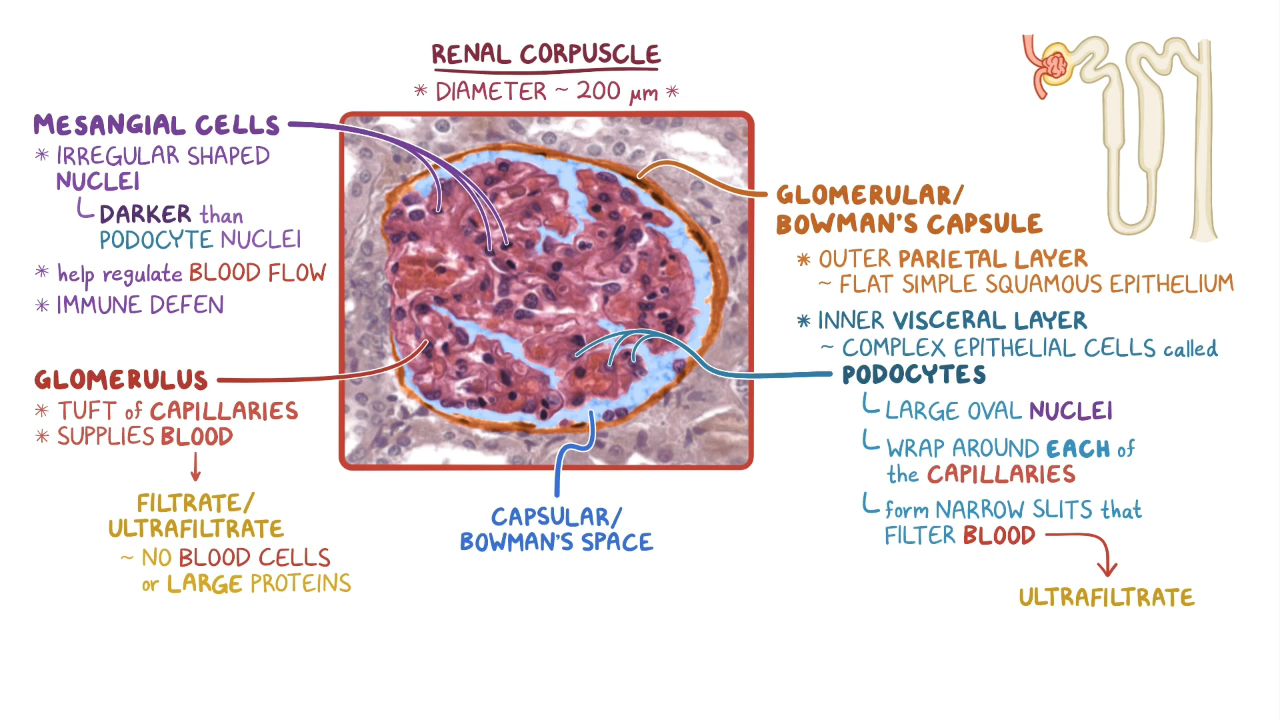 RENAL CORPUSCLE
* DIAMETER ~ 200 µm *
MESANGIAL CELLS
* IRREGULAR SHAPED
NUCLEI
DARKER than
PODOCYTE NUCLEI
* help regulate BLOOD FLOW
* IMMUNE DEFEN
GLOMERULUS
* TUFT of CAPILLARIES
* SUPPLIES BLOOD
FILTRATE/
ULTRAFILTRATE
~ NO BLOOD CELLS
or LARGE PROTEINS
CAPSULAR/
BOWMAN'S SPACE
GLOMERULAR/
BOWMAN'S CAPSULE
* OUTER PARIETAL LAYER
~ FLAT SIMPLE SQUAMOUS EPITHELIUM
* INNER VISCERAL LAYER
~ COMPLEX EPITHELIAL CELLS called
PODOCYTES
LARGE OVAL NUCLEI
WRAP AROUND EACH of
the CAPILLARIES
form NARROW SLITS that
FILTER BLOOD
ULTRAFILTRATE